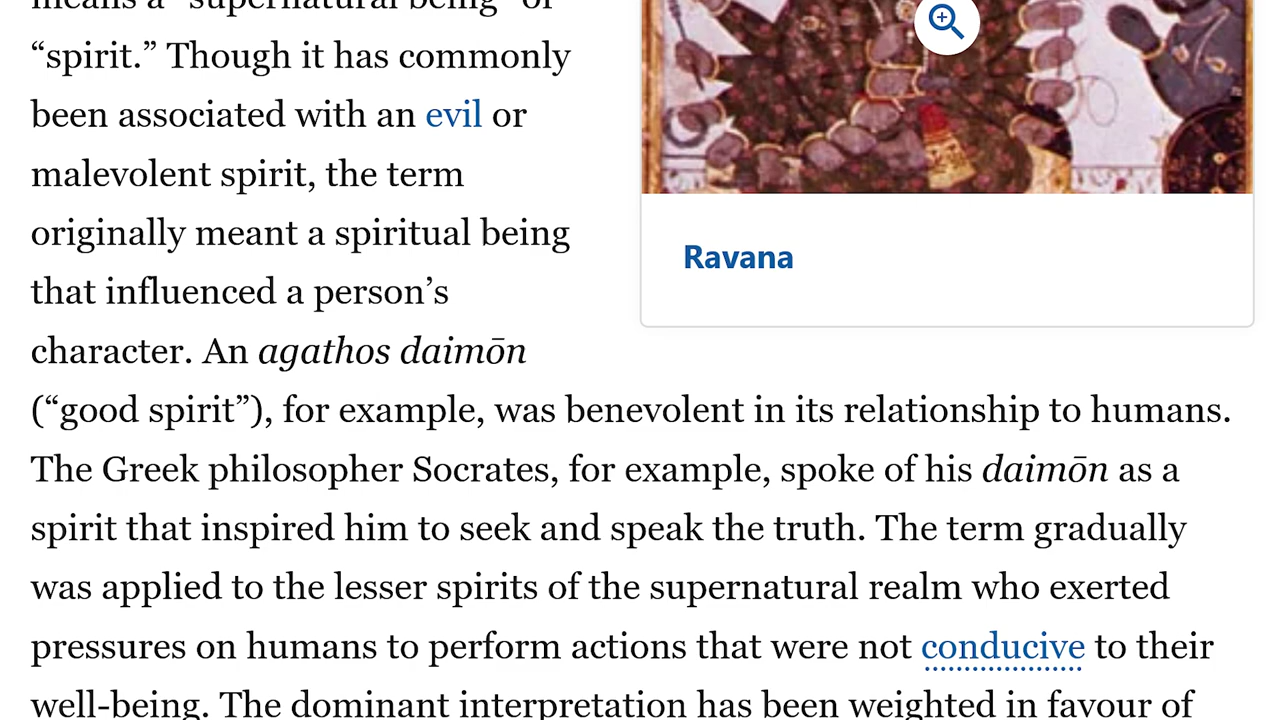 means a “supernatural being” or
“spirit.” Though it has commonly
been associated with an evil or
malevolent spirit, the term
originally meant a spiritual being
that influenced a person’s
character. An agathos daimōn
(“good spirit”), for example, was benevolent in its relationship to humans.
The Greek philosopher Socrates, for example, spoke of his daimōn as a
spirit that inspired him to seek and speak the truth. The term gradually
was applied to the lesser spirits of the supernatural realm who exerted
pressures on humans to perform actions that were not conducive to their
well-being. The dominant interpretation has been weighted in favour of
Ravana